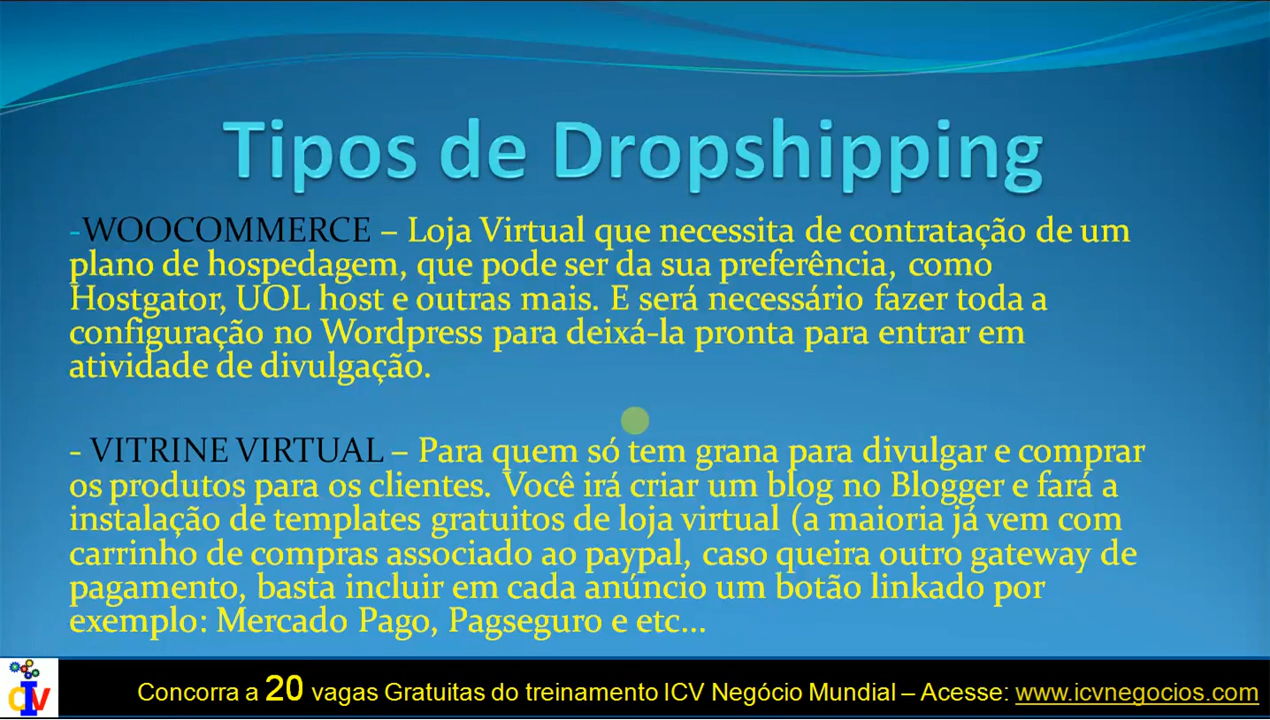 Tipos de Dropshipping
-WOOCOMMERCE – Loja Virtual que necessita de contratação de um
plano de hospedagem, que pode ser da sua preferência, como
Hostgator, UOL host e outras mais. E será necessário fazer toda a
configuração no Wordpress para deixá-la pronta para entrar em
atividade de divulgação.
- VITRINE VIRTUAL – Para quem só tem grana para divulgar e comprar
os produtos para os clientes. Você irá criar um blog no Blogger e fará a
instalação de templates gratuitos de loja virtual (a maioria já vem com
carrinho de compras associado ao paypal, caso queira outro gateway de
pagamento, basta incluir em cada anúncio um botão linkado por
exemplo: Mercado Pago, Pagseguro e etc...
ICV
Concorra a 20 vagas Gratuitas do treinamento ICV Negócio Mundial – Acesse: www.icvnegocios.com